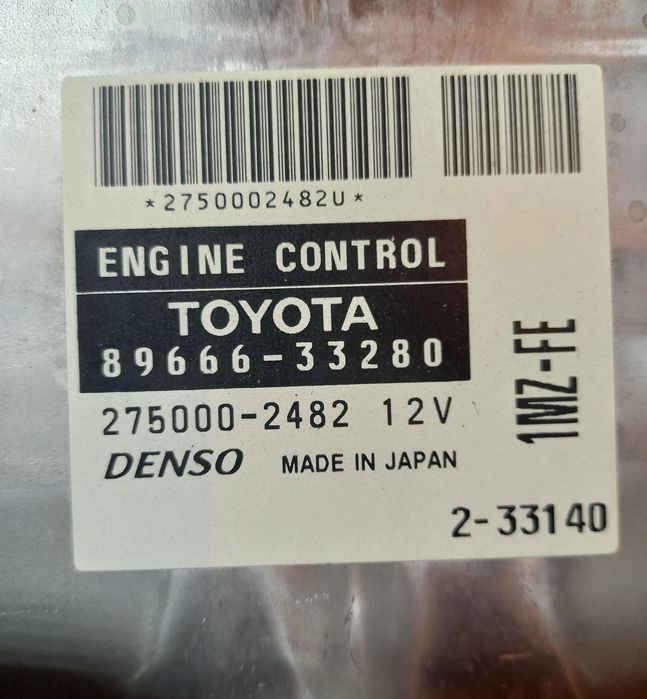 *2750002482U*
ENGINE CONTROL
TOYOTA
89666-33280
275000-2482 12V
DENSO MADE IN JAPAN
1MZ-FE
2-33140